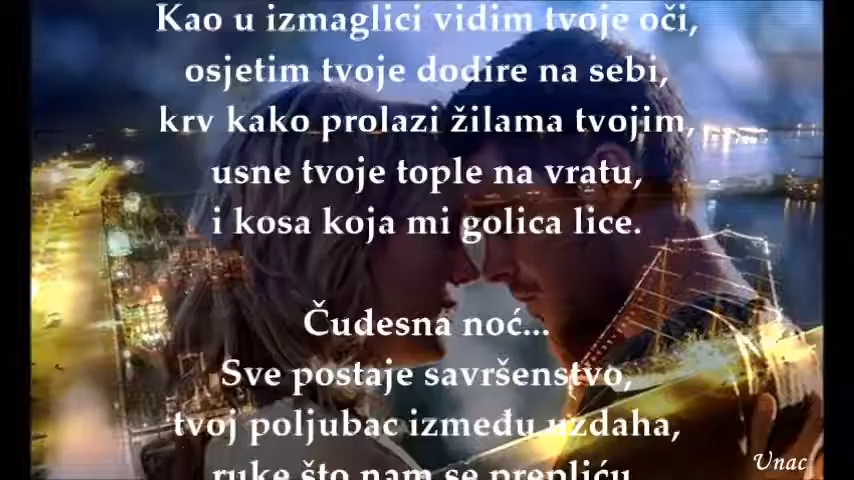 Kao u izmaglici vidim tvoje oči,
osjetim tvoje dodire na sebi,
krv kako prolazi žilama tvojim,
usne tvoje tople na vratu,
i kosa koja mi golica lice.
Čudesna noć...
Sve postaje savršenstvo,
tvoj poljubac između uzdaha,
ruke što nam se prepliću
Unac